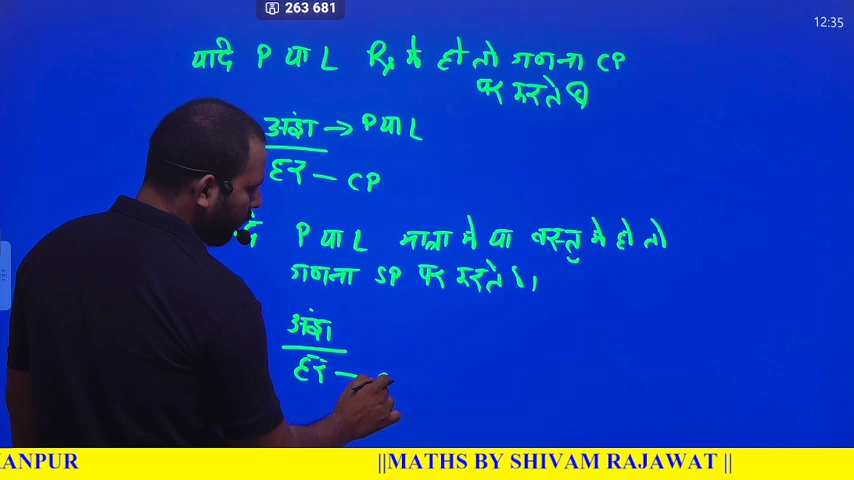 263 681
12:35
यदि P या L Rs में हो तो गणना CP
पर करते
अंश → P या L
हर — CP
P या L मात्रा में या वस्तु में हो तो
गणना SP पर करते
अंश
हर —
KANPUR ||MATHS BY SHIVAM RAJAWAT ||